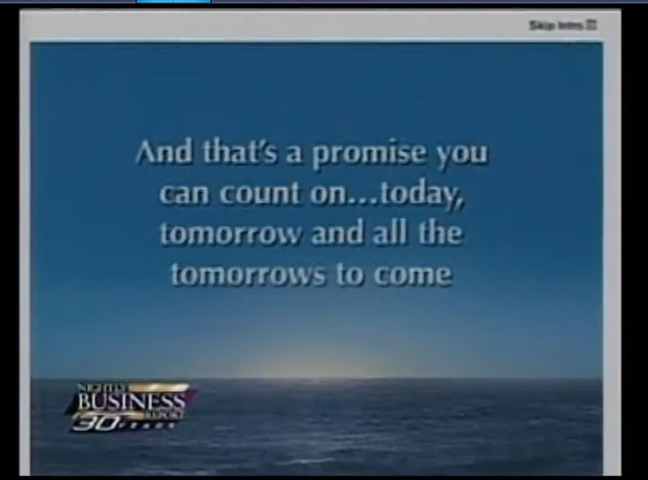 Skip Intro
And that's a promise you
can count on...today,
tomorrow and all the
tomorrows to come
NIGHTLY
BUSINESS
REPORT
30 YEARS